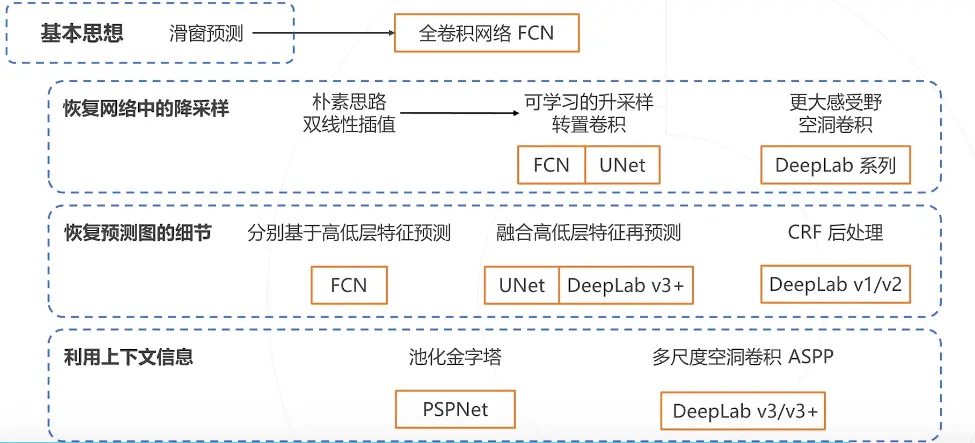 基本思想 滑窗预测 全卷积网络 FCN
恢复网络中的降采样
朴素思路
双线性插值
可学习的升采样
转置卷积
FCN UNet
更大感受野
空洞卷积
DeepLab 系列
恢复预测图的细节
分别基于高低层特征预测
FCN
融合高低层特征再预测
UNet DeepLab v3+
CRF 后处理
DeepLab v1/v2
利用上下文信息
池化金字塔
PSPNet
多尺度空洞卷积 ASPP
DeepLab v3/v3+